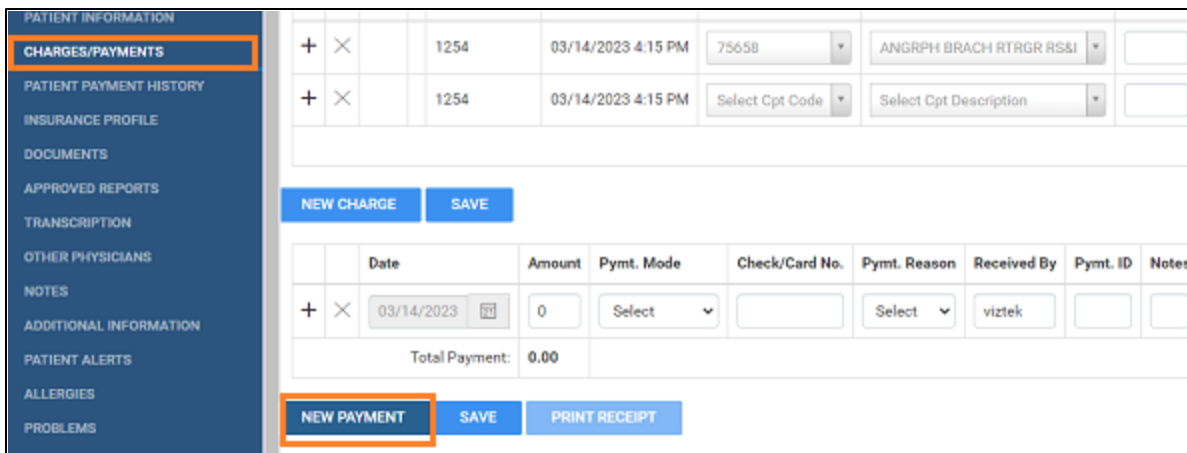 PATIENT INFORMATION
CHARGES/PAYMENTS
PATIENT PAYMENT HISTORY
INSURANCE PROFILE
DOCUMENTS
APPROVED REPORTS
TRANSCRIPTION
OTHER PHYSICIANS
NOTES
ADDITIONAL INFORMATION
PATIENT ALERTS
ALLERGIES
PROBLEMS
1254 03/14/2023 4:15 PM 75658 ANGRPH BRACH RTRGR RS&I
1254 03/14/2023 4:15 PM Select Cpt Code Select Cpt Description
NEW CHARGE SAVE
Date Amount Pymt. Mode Check/Card No. Pymt. Reason Received By Pymt. ID Notes
03/14/2023 0 Select Select viztek
Total Payment: 0.00
NEW PAYMENT SAVE PRINT RECEIPT